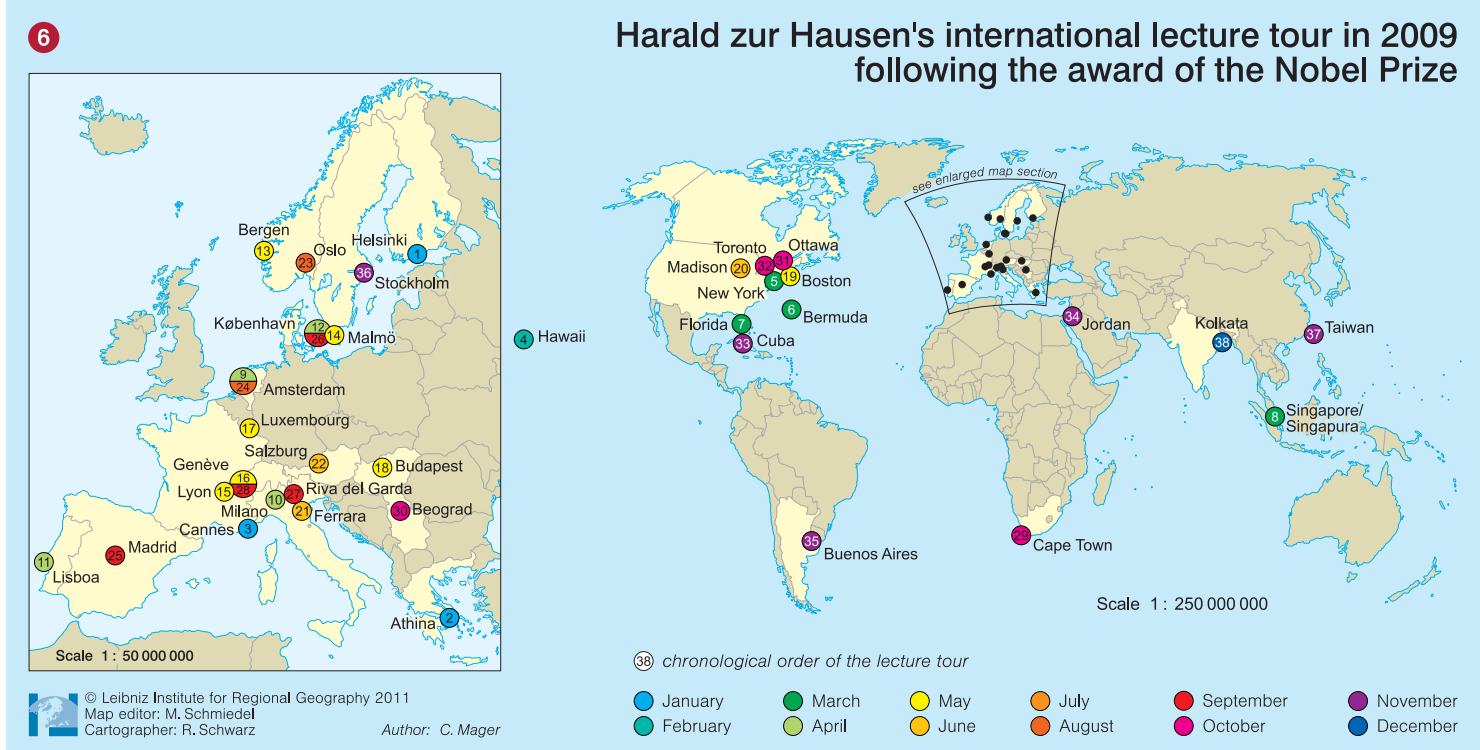 6
Harald zur Hausen's international lecture tour in 2009
following the award of the Nobel Prize
Bergen
13
Oslo
23
Helsinki
1
36
Stockholm
København
12
26
14
Malmö
9
24
Amsterdam
Luxembourg
17
Salzburg
22
18
Budapest
Genève
16
28
Lyon
15
Milano
10
27
Riva del Garda
21
Ferrara
30
Beograd
Cannes
3
25
Madrid
11
Lisboa
Athina
2
Scale 1 : 50 000 000
see enlarged map section
4
Hawaii
Toronto
32
Ottawa
31
Madison
20
19
Boston
5
New York
6
Bermuda
Florida
7
33
Cuba
34
Jordan
Kolkata
38
37
Taiwan
8
Singapore/
Singapura
35
Buenos Aires
29
Cape Town
Scale 1 : 250 000 000
38 chronological order of the lecture tour
January
February
March
April
May
June
July
August
September
October
November
December
© Leibniz Institute for Regional Geography 2011
Map editor: M. Schmiedel
Cartographer: R. Schwarz
Author: C. Mager